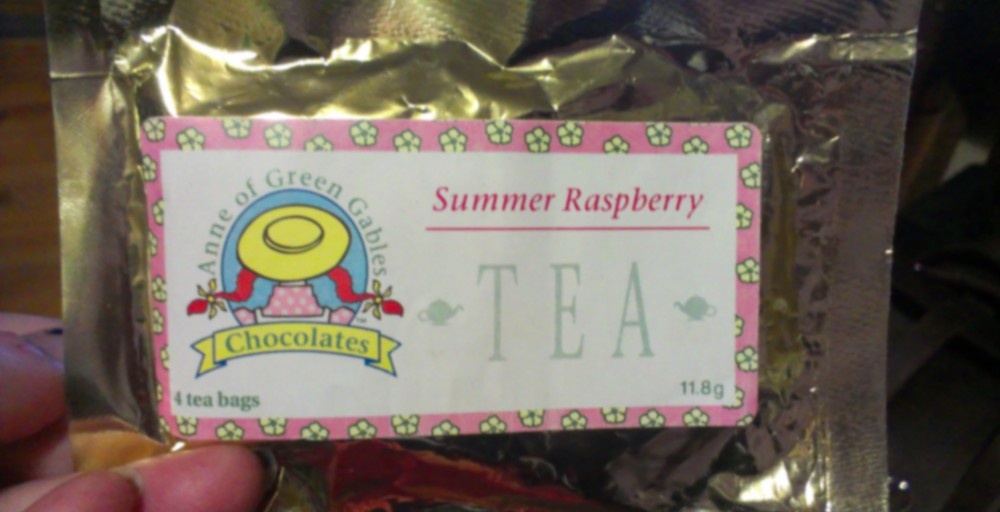 Anne of Green Gables
Chocolates
4 tea bags
Summer Raspberry
TEA
11.8g